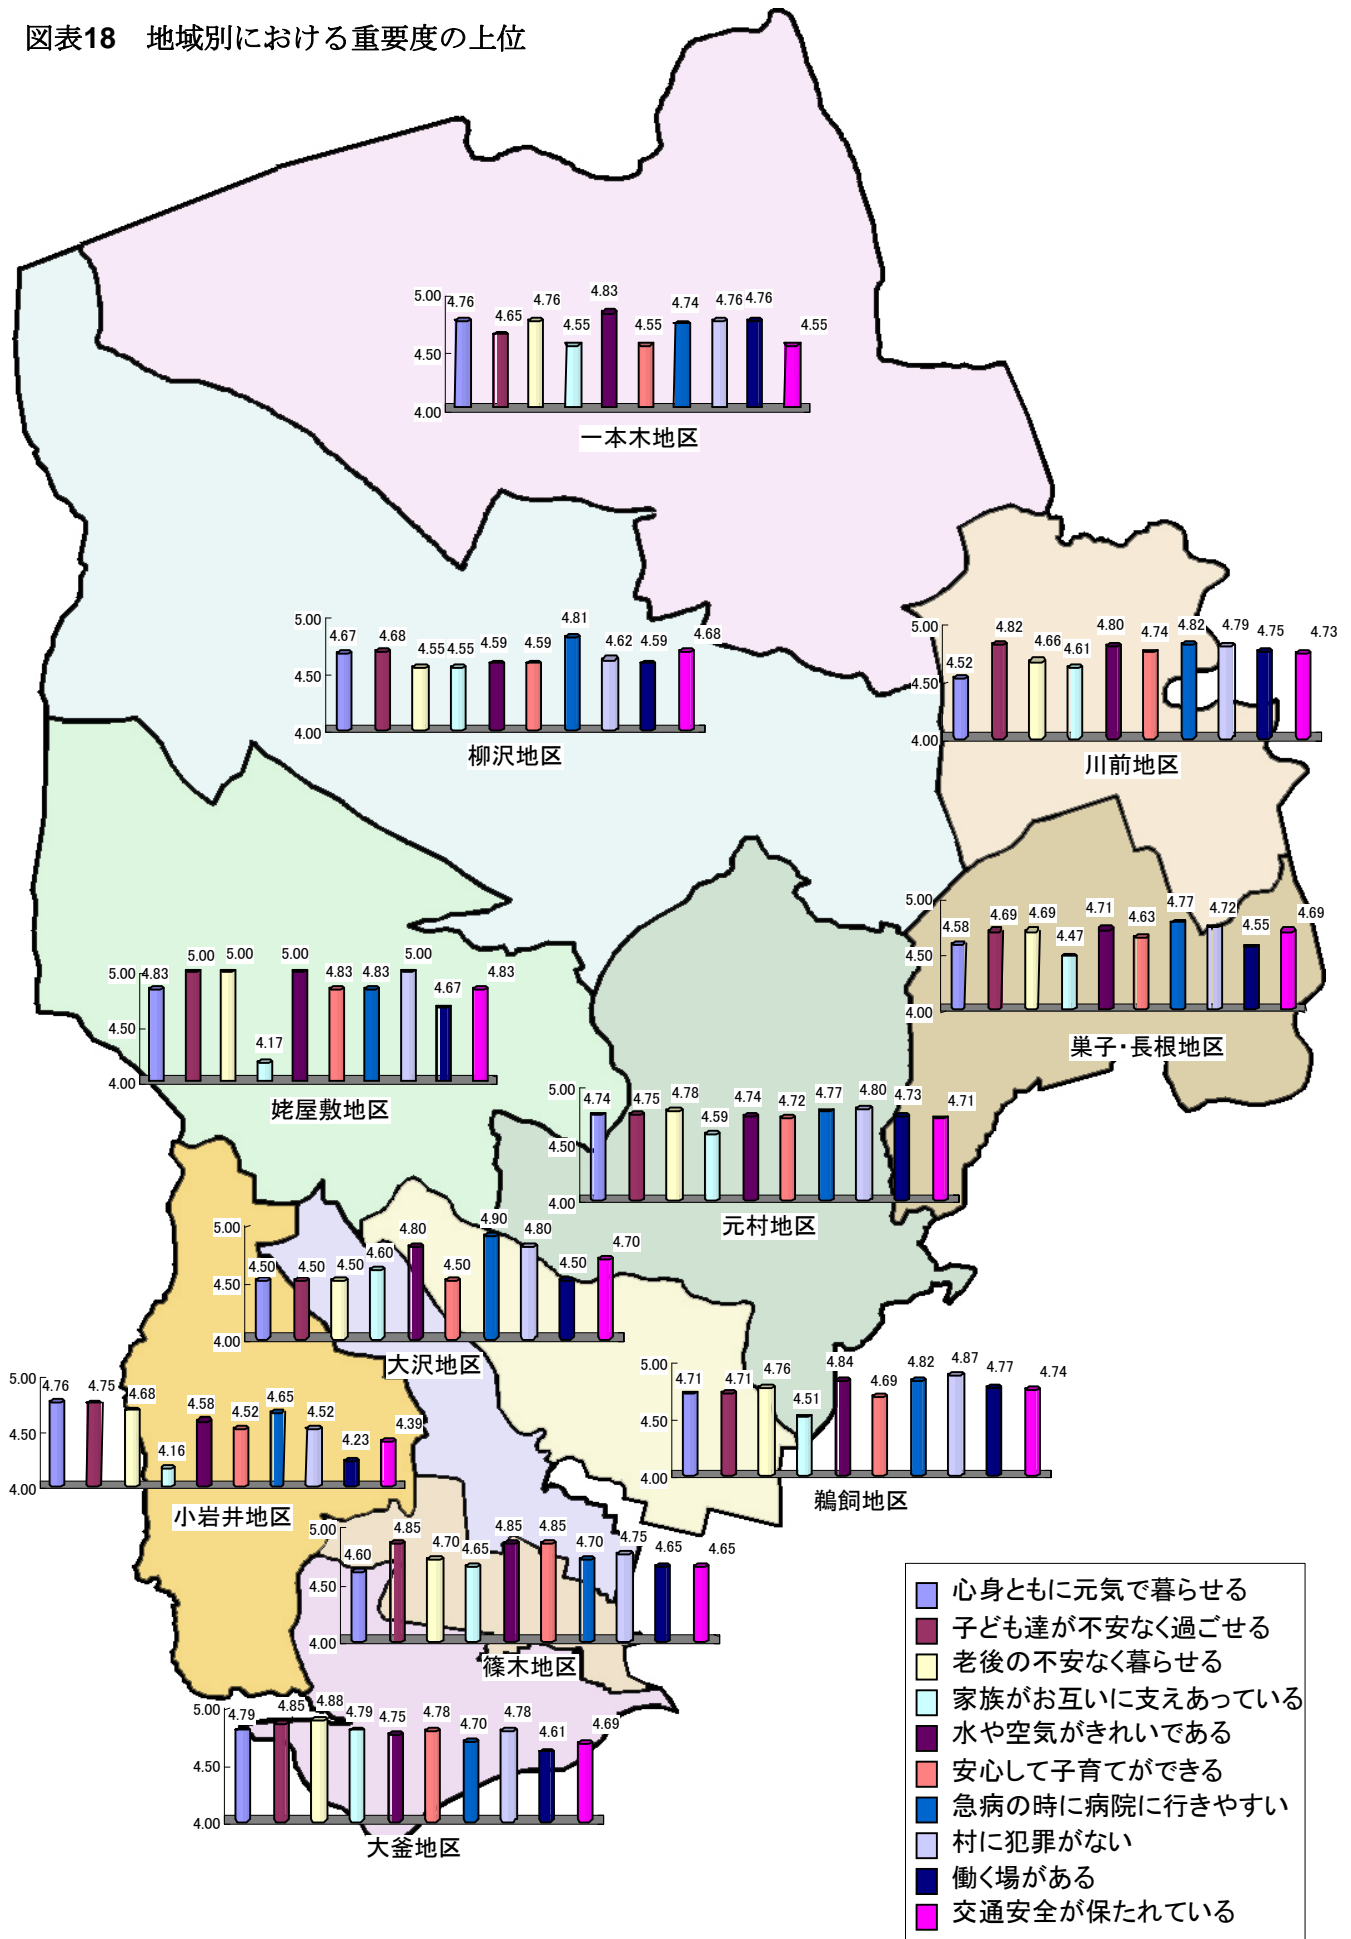 図表18 地域別における重要度の上位
5.00
4.50
4.00
4.76 4.65 4.76 4.55 4.83 4.55 4.74 4.76 4.76 4.55
一本木地区
5.00
4.50
4.00
4.67 4.68 4.55 4.55 4.59 4.59 4.81 4.62 4.59 4.68
柳沢地区
5.00
4.50
4.00
4.52 4.82 4.66 4.61 4.80 4.74 4.82 4.79 4.75 4.73
川前地区
5.00
4.50
4.00
4.58 4.69 4.69 4.47 4.71 4.63 4.77 4.72 4.55 4.69
巣子・長根地区
5.00
4.50
4.00
4.83 5.00 5.00 4.17 5.00 4.83 4.83 5.00 4.67 4.83
姥屋敷地区
5.00
4.50
4.00
4.74 4.75 4.78 4.59 4.74 4.72 4.77 4.80 4.73 4.71
元村地区
5.00
4.50
4.00
4.50 4.50 4.50 4.60 4.80 4.50 4.90 4.80 4.50 4.70
大沢地区
5.00
4.50
4.00
4.71 4.71 4.76 4.51 4.84 4.69 4.82 4.87 4.77 4.74
鵜飼地区
5.00
4.50
4.00
4.76 4.75 4.68 4.16 4.58 4.52 4.65 4.52 4.23 4.39
小岩井地区
5.00
4.50
4.00
4.60 4.85 4.70 4.65 4.85 4.85 4.70 4.75 4.65 4.65
篠木地区
5.00
4.50
4.00
4.79 4.85 4.88 4.79 4.75 4.78 4.70 4.78 4.61 4.69
大釜地区
心身ともに元気で暮らせる
子ども達が不安なく過ごせる
老後の不安なく暮らせる
家族がお互いに支えあっている
水や空気がきれいである
安心して子育てができる
急病の時に病院に行きやすい
村に犯罪がない
働く場がある
交通安全が保たれている